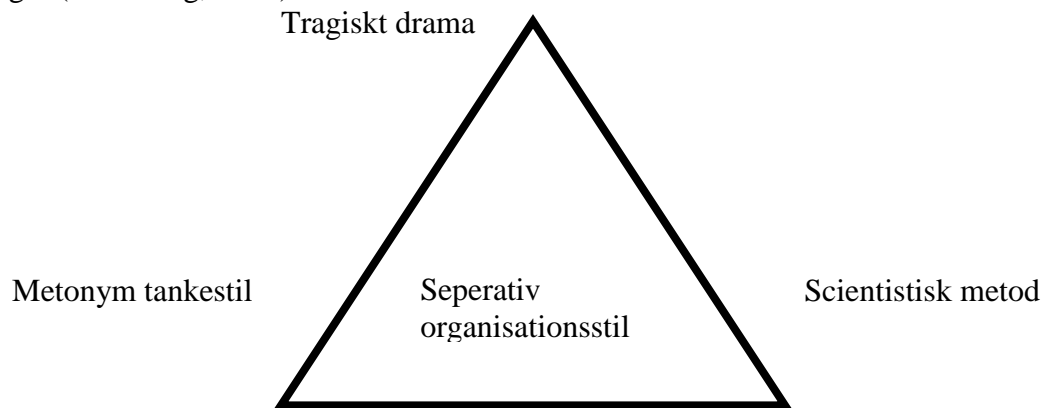 Tragiskt drama
Metonym tankestil
Seperativ
organisationsstil
Scientistisk metod